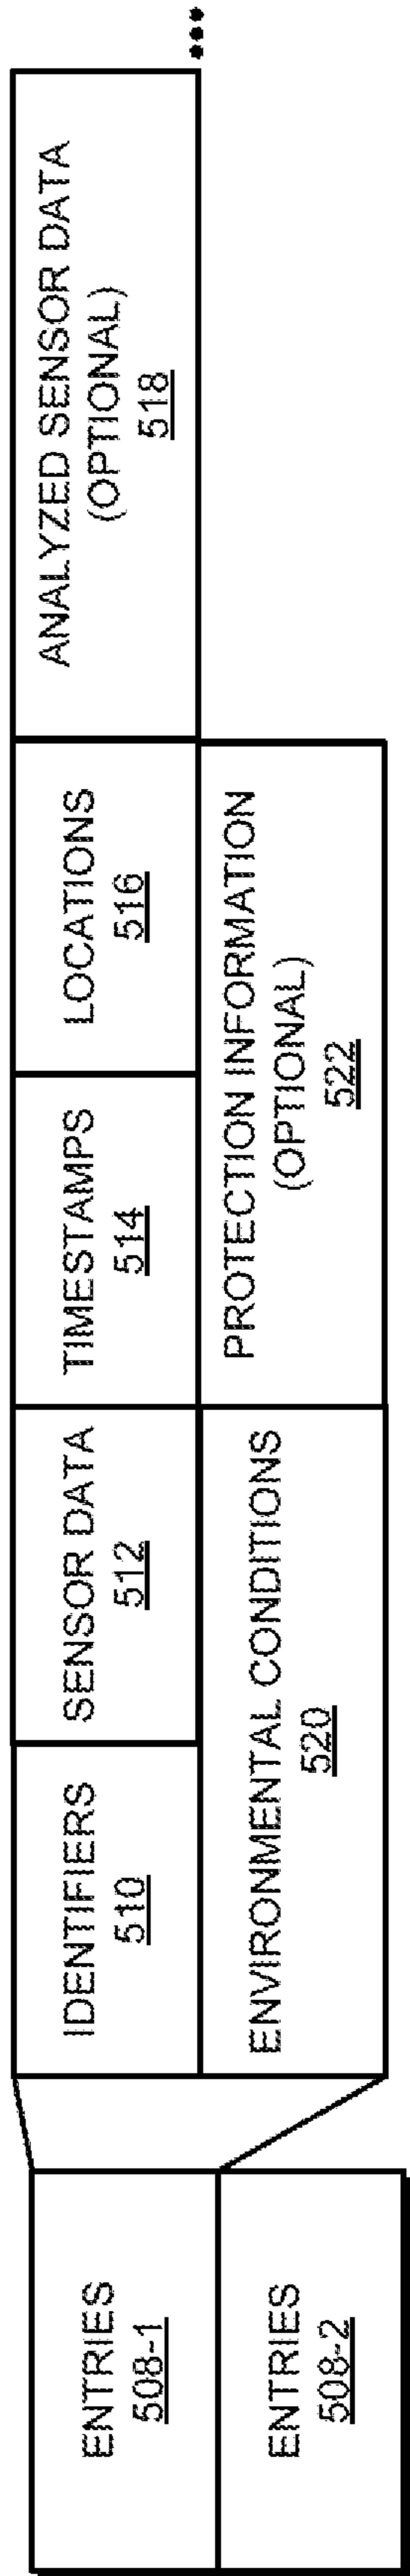 ENTRIES
508-1
ENTRIES
508-2
IDENTIFIERS
510
SENSOR DATA
512
TIMESTAMPS
514
LOCATIONS
516
ANALYZED SENSOR DATA
(OPTIONAL)
518
ENVIRONMENTAL CONDITIONS
520
PROTECTION INFORMATION
(OPTIONAL)
522
•••